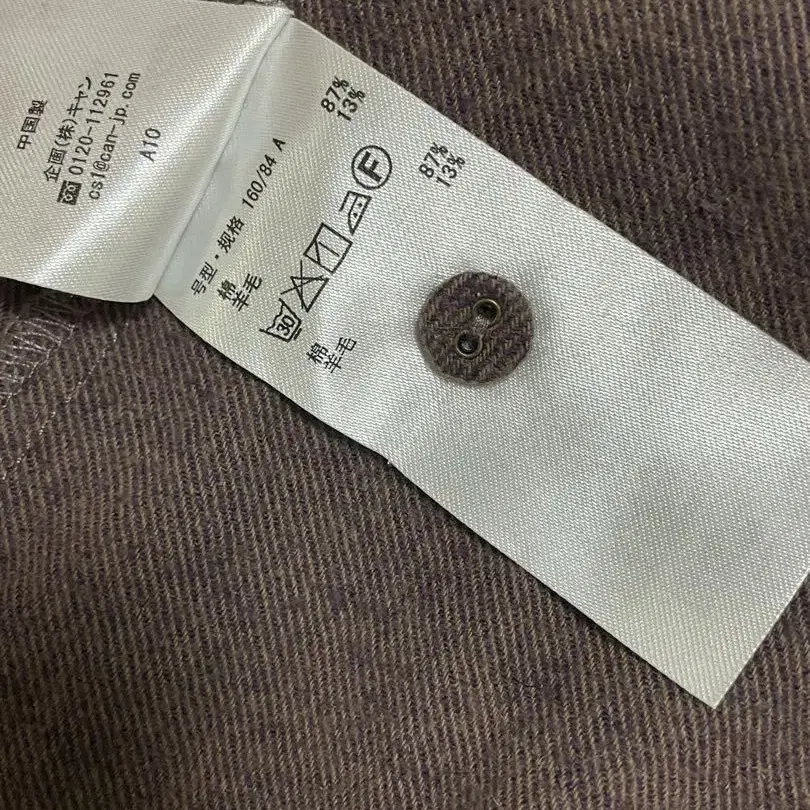 中国製
企画(株)キャン
0120-112961
cs1@can-jp.com
A10
号型・规格 160/84 A
棉 87%
羊毛 13%
30
F
棉 87%
羊毛 13%